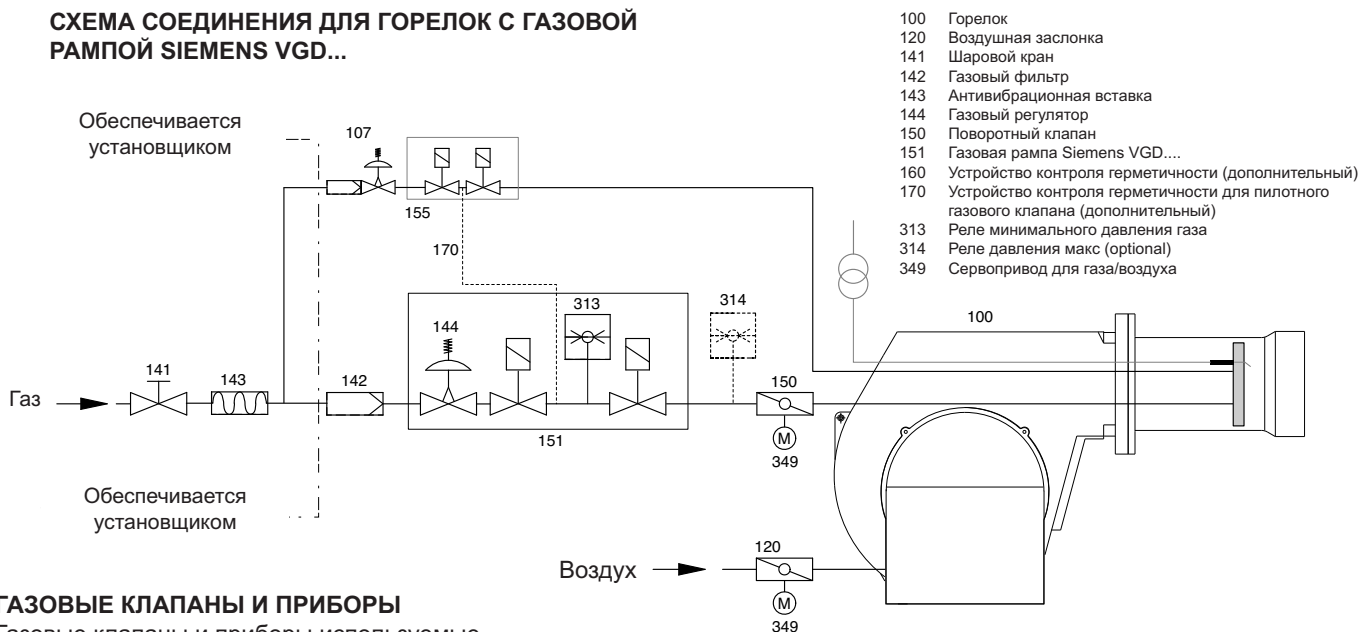 СХЕМА СОЕДИНЕНИЯ ДЛЯ ГОРЕЛОК С ГАЗОВОЙ
РАМПОЙ SIEMENS VGD...
100 Горелок
120 Воздушная заслонка
141 Шаровой кран
142 Газовый фильтр
143 Антивибрационная вставка
144 Газовый регулятор
150 Поворотный клапан
151 Газовая рампа Siemens VGD....
160 Устройство контроля герметичности (дополнительный)
170 Устройство контроля герметичности для пилотного
газового клапана (дополнительный)
313 Реле минимального давления газа
314 Реле давления макс (optional)
349 Сервопривод для газа/воздуха
Обеспечивается
установщиком
107
155
170
313
314
100
144
141
143
142
150
Газ
151
M
349
Обеспечивается
установщиком
120
Воздух
M
349
ГАЗОВЫЕ КЛАПАНЫ И ПРИБОРЫ
Газовые клапаны и приборы используемые